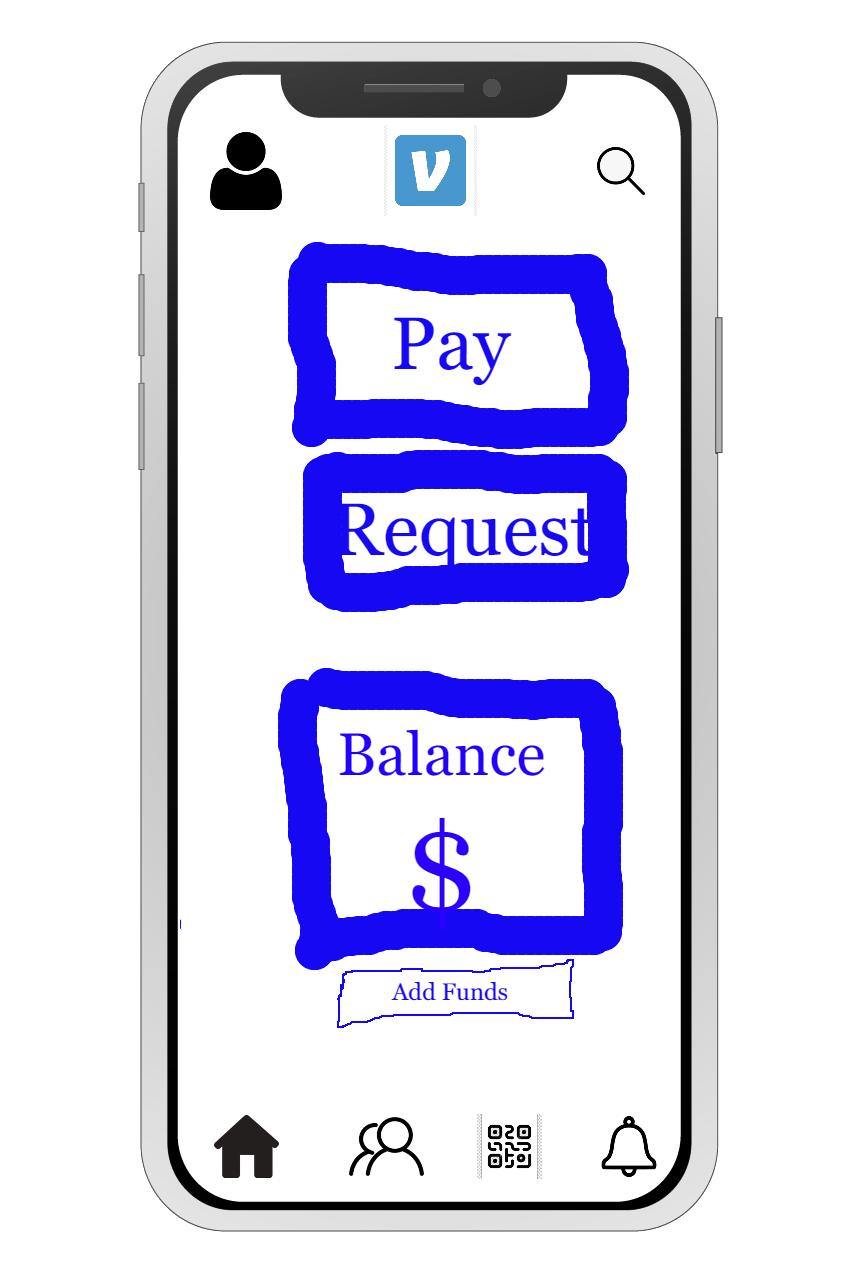 V
Pay
Request
Balance
$
Add Funds